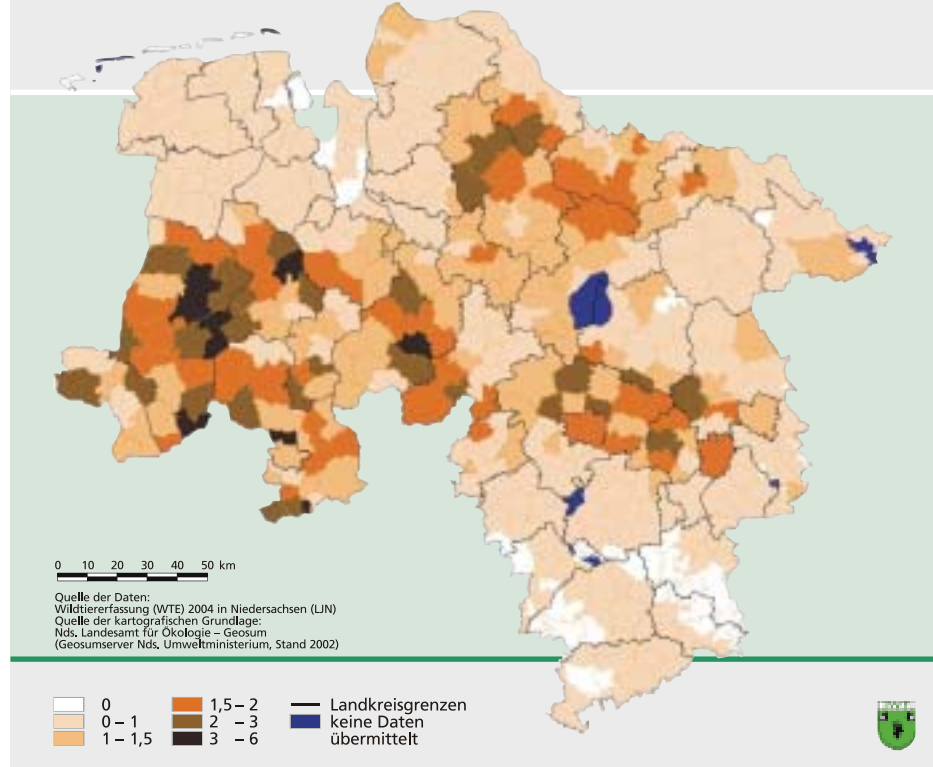 0 10 20 30 40 50 km
Quelle der Daten:
Wildtiererfassung (WTE) 2004 in Niedersachsen (LJN)
Quelle der kartografischen Grundlage:
Nds. Landesamt für Ökologie – Geosum
(Geosumserver Nds. Umweltministerium, Stand 2002)
0
0 – 1
1 – 1,5
1,5 – 2
2 – 3
3 – 6
Landkreisgrenzen
keine Daten
übermittelt